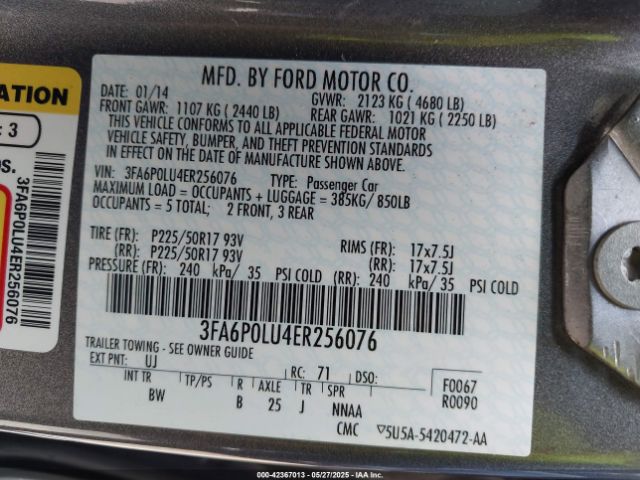 ATION
: 3
os.
3FA6P0LU4ER256076
MFD. BY FORD MOTOR CO.
DATE: 01/14
GVWR: 2123 KG ( 4680 LB)
FRONT GAWR: 1107 KG ( 2440 LB)
REAR GAWR: 1021 KG ( 2250 LB)
THIS VEHICLE CONFORMS TO ALL APPLICABLE FEDERAL MOTOR
VEHICLE SAFETY, BUMPER, AND THEFT PREVENTION STANDARDS
IN EFFECT ON THE DATE OF MANUFACTURE SHOWN ABOVE.
VIN: 3FA6P0LU4ER256076 TYPE: Passenger Car
MAXIMUM LOAD = OCCUPANTS + LUGGAGE = 385KG/ 850LB
OCCUPANTS = 5 TOTAL; 2 FRONT, 3 REAR
TIRE (FR): P225/50R17 93V RIMS (FR): 17x7.5J
(RR): P225/50R17 93V (RR): 17x7.5J
PRESSURE (FR): 240 kPa/ 35 PSI COLD (RR): 240 kPa/ 35 PSI COLD
3FA6P0LU4ER256076
TRAILER TOWING - SEE OWNER GUIDE
EXT PNT: UJ RC: 71 DSO: F0067
INT TR TP/PS R AXLE TR SPR R0090
BW B 25 J NNAA
CMC 5U5A-5420472-AA
000-42367013 - 05/27/2025 - IAAI.CA